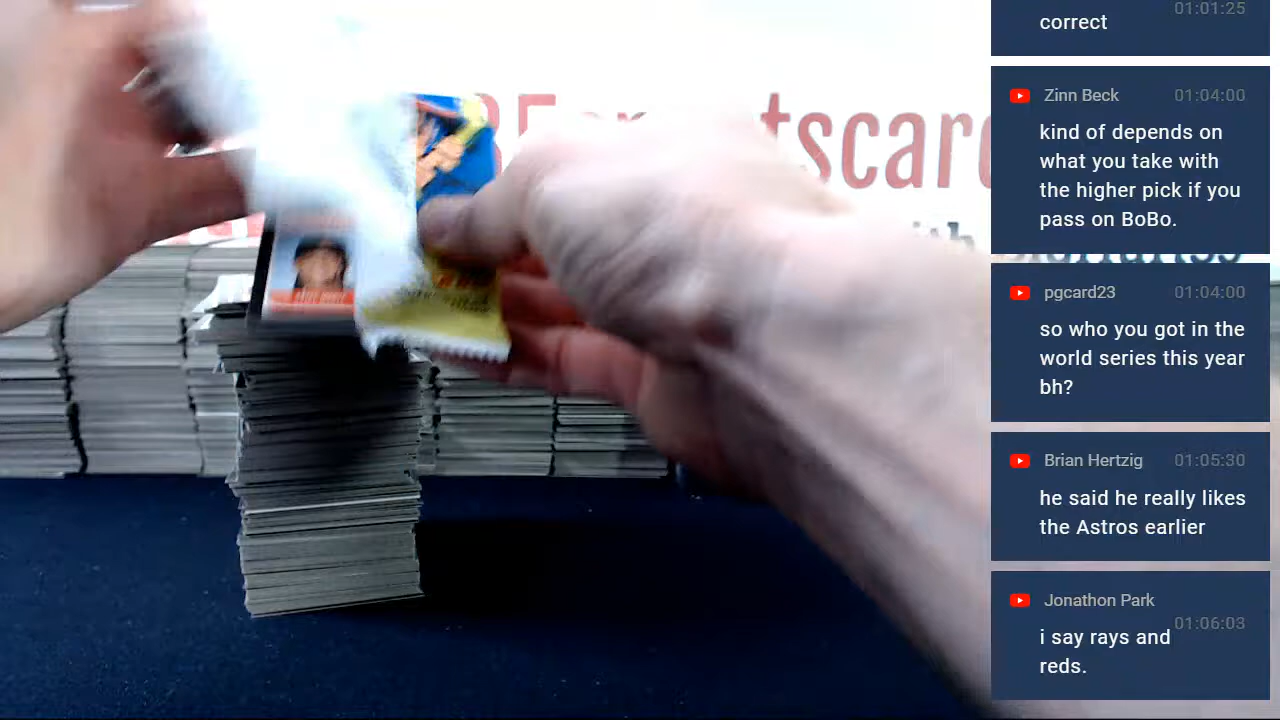 correct
01:01:25
Zinn Beck 01:04:00
kind of depends on
what you take with
the higher pick if you
pass on BoBo.
pgcard23 01:04:00
so who you got in the
world series this year
bh?
Brian Hertzig 01:05:30
he said he really likes
the Astros earlier
Jonathon Park
01:06:03
i say rays and
reds.